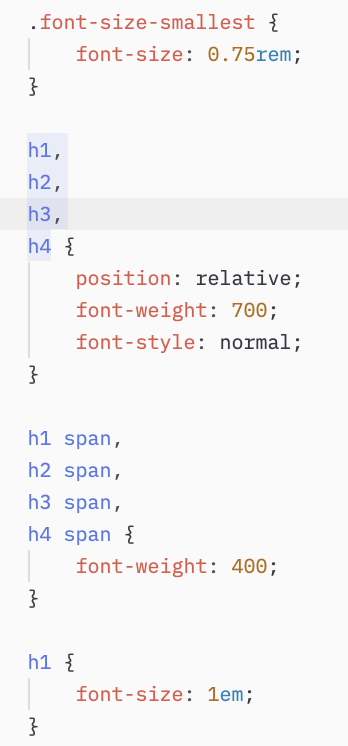 .font-size-smallest {
    font-size: 0.75rem;
}

h1,
h2,
h3,
h4 {
    position: relative;
    font-weight: 700;
    font-style: normal;
}

h1 span,
h2 span,
h3 span,
h4 span {
    font-weight: 400;
}

h1 {
    font-size: 1em;
}